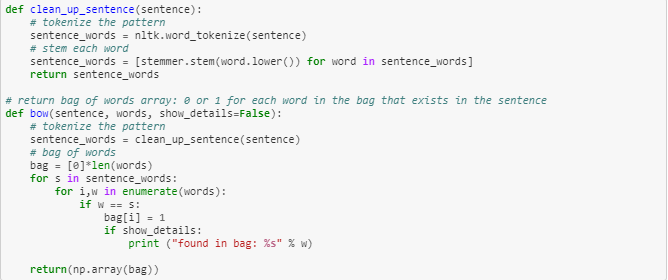 def clean_up_sentence(sentence):
    # tokenize the pattern
    sentence_words = nltk.word_tokenize(sentence)
    # stem each word
    sentence_words = [stemmer.stem(word.lower()) for word in sentence_words]
    return sentence_words

# return bag of words array: 0 or 1 for each word in the bag that exists in the sentence
def bow(sentence, words, show_details=False):
    # tokenize the pattern
    sentence_words = clean_up_sentence(sentence)
    # bag of words
    bag = [0]*len(words)
    for s in sentence_words:
        for i,w in enumerate(words):
            if w == s:
                bag[i] = 1
                if show_details:
                    print ("found in bag: %s" % w)

    return(np.array(bag))